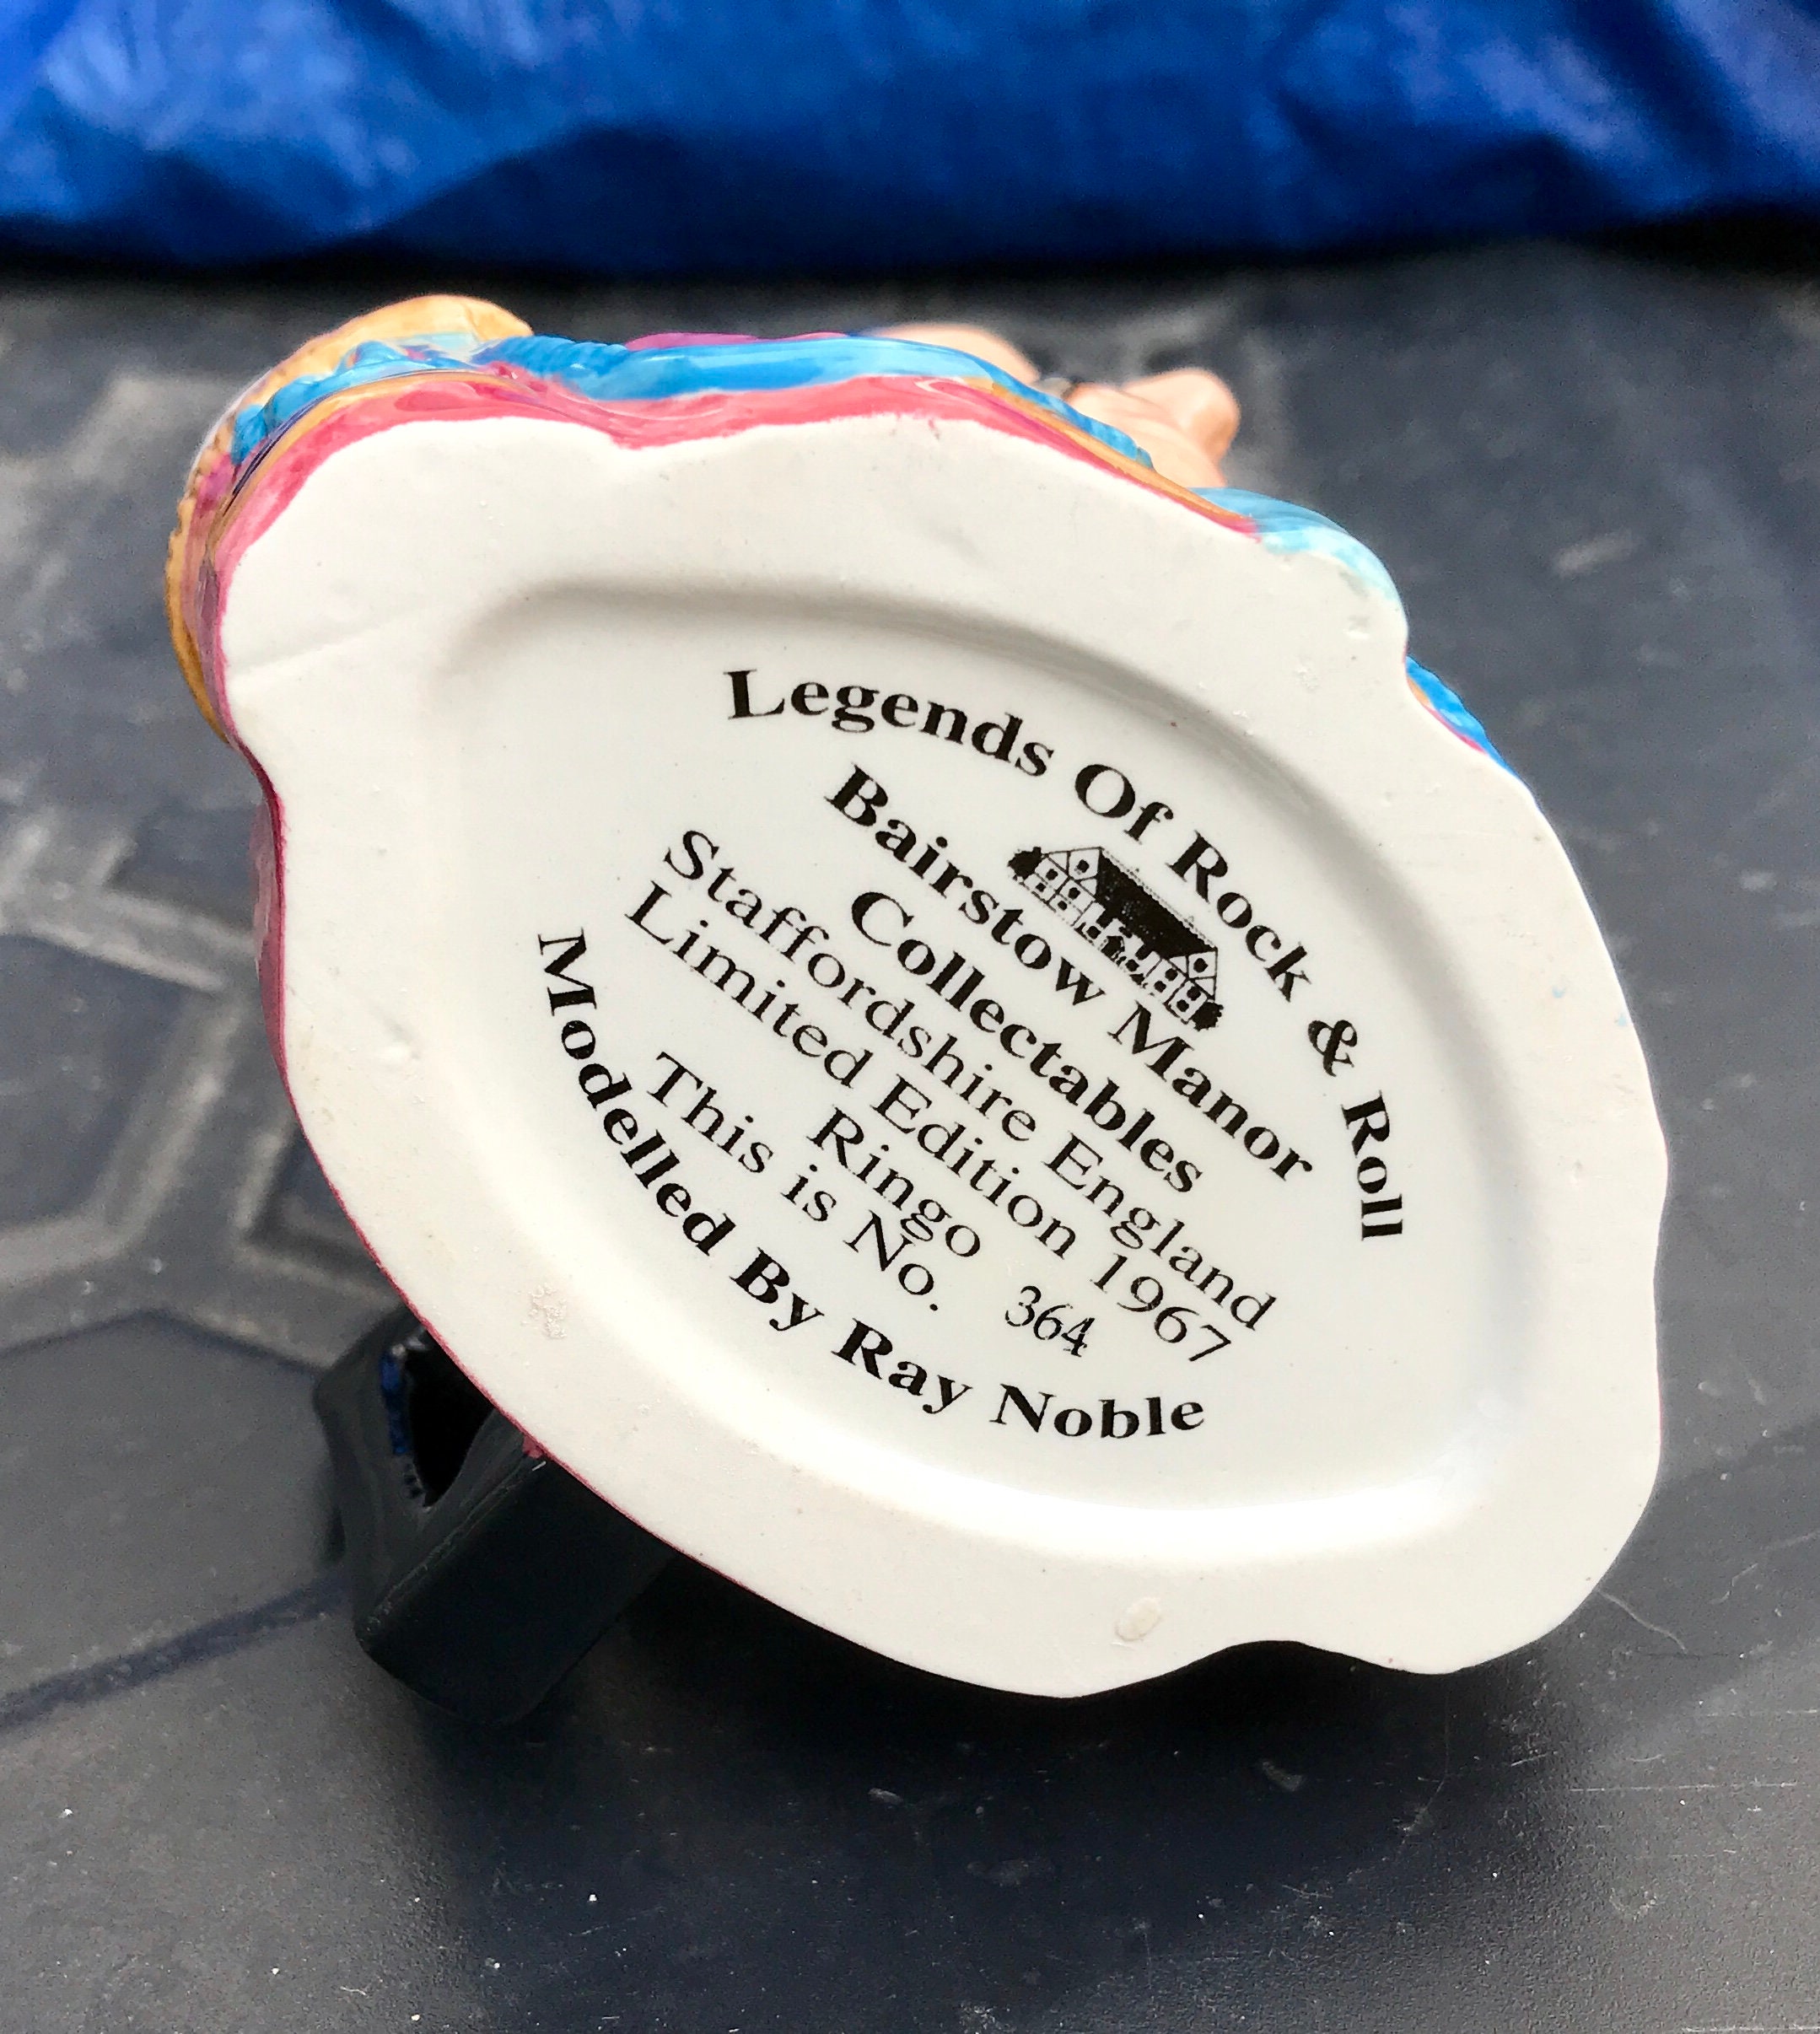 Legends Of Rock & Roll
Bairstow Manor
Collectables
Staffordshire England
Limited Edition 1967
Ringo
This is No. 364
Modelled By Ray Noble